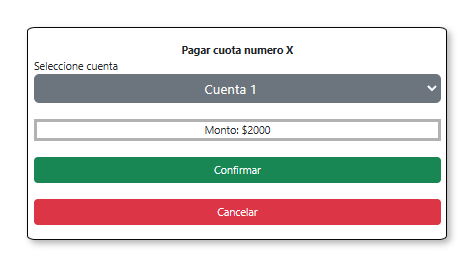 Pagar cuota numero X
Seleccione cuenta
Cuenta 1
Monto: $2000
Confirmar
Cancelar